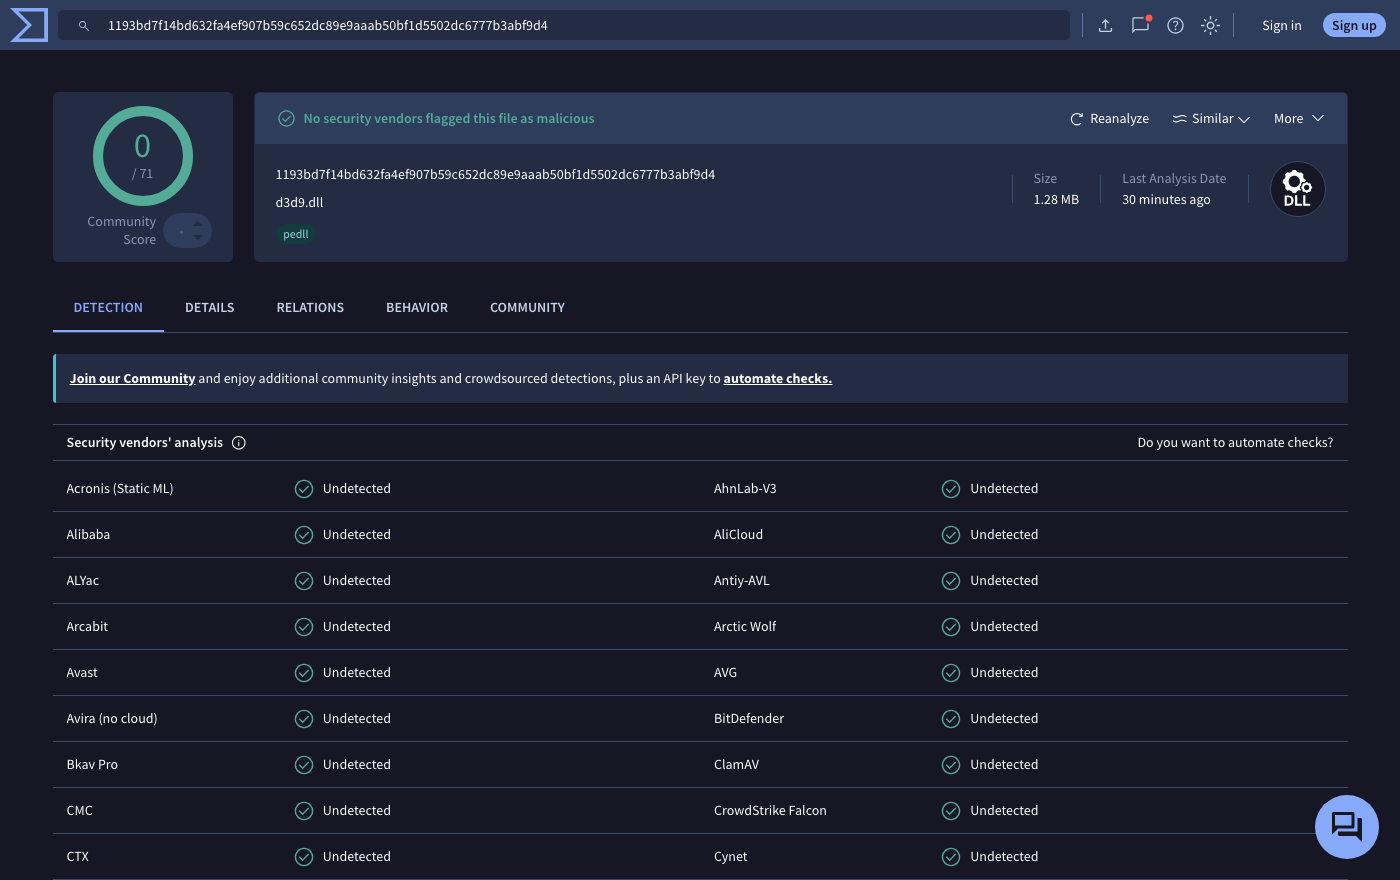 1193bd7f14bd632fa4ef907b59c652dc89e9aaab50bf1d5502dc6777b3abf9d4
Sign in
Sign up
0
/ 71
Community
Score
No security vendors flagged this file as malicious
Reanalyze
Similar
More
1193bd7f14bd632fa4ef907b59c652dc89e9aaab50bf1d5502dc6777b3abf9d4
d3d9.dll
pedll
Size
1.28 MB
Last Analysis Date
30 minutes ago
DLL
DETECTION
DETAILS
RELATIONS
BEHAVIOR
COMMUNITY
Join our Community and enjoy additional community insights and crowdsourced detections, plus an API key to automate checks.
Security vendors' analysis
Do you want to automate checks?
Acronis (Static ML) Undetected AhnLab-V3 Undetected
Alibaba Undetected AliCloud Undetected
ALYac Undetected Antiy-AVL Undetected
Arcabit Undetected Arctic Wolf Undetected
Avast Undetected AVG Undetected
Avira (no cloud) Undetected BitDefender Undetected
Bkav Pro Undetected ClamAV Undetected
CMC Undetected CrowdStrike Falcon Undetected
CTX Undetected Cynet Undetected